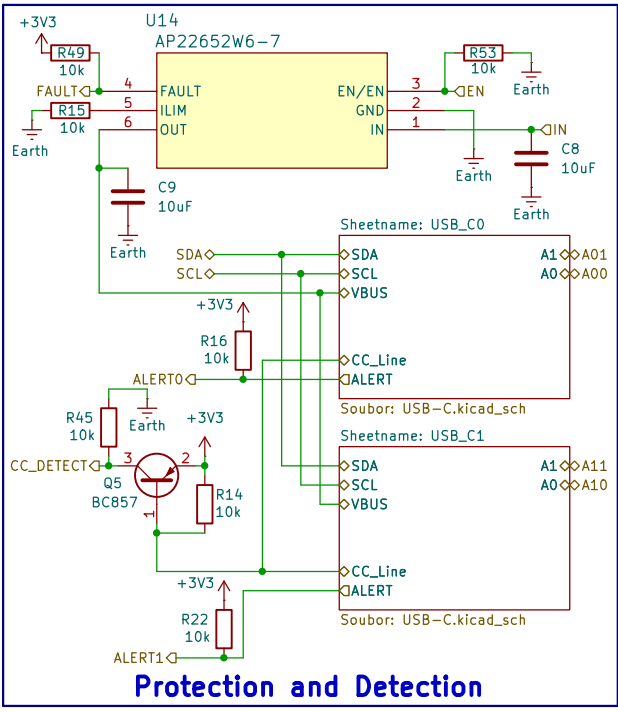 +3V3
U14
AP22652W6-7
R49
10k
R53
10k
FAULT
4
FAULT
EN/EN
3
EN
Earth
R15
10k
5
ILIM
GND
2
6
OUT
IN
1
IN
Earth
C8
10uF
Earth
C9
10uF
Earth
Earth
Sheetname: USB_C0
SDA
SDA
A1
A01
SCL
SCL
A0
A00
VBUS
+3V3
R16
10k
CC_Line
ALERT0
ALERT
Soubor: USB-C.kicad_sch
R45
10k
Earth
+3V3
Sheetname: USB_C1
CC_DETECT
3
2
SDA
A1
A11
Q5
BC857
SCL
A0
A10
R14
10k
VBUS
1
CC_Line
+3V3
ALERT
R22
10k
Soubor: USB-C.kicad_sch
ALERT1
Protection and Detection